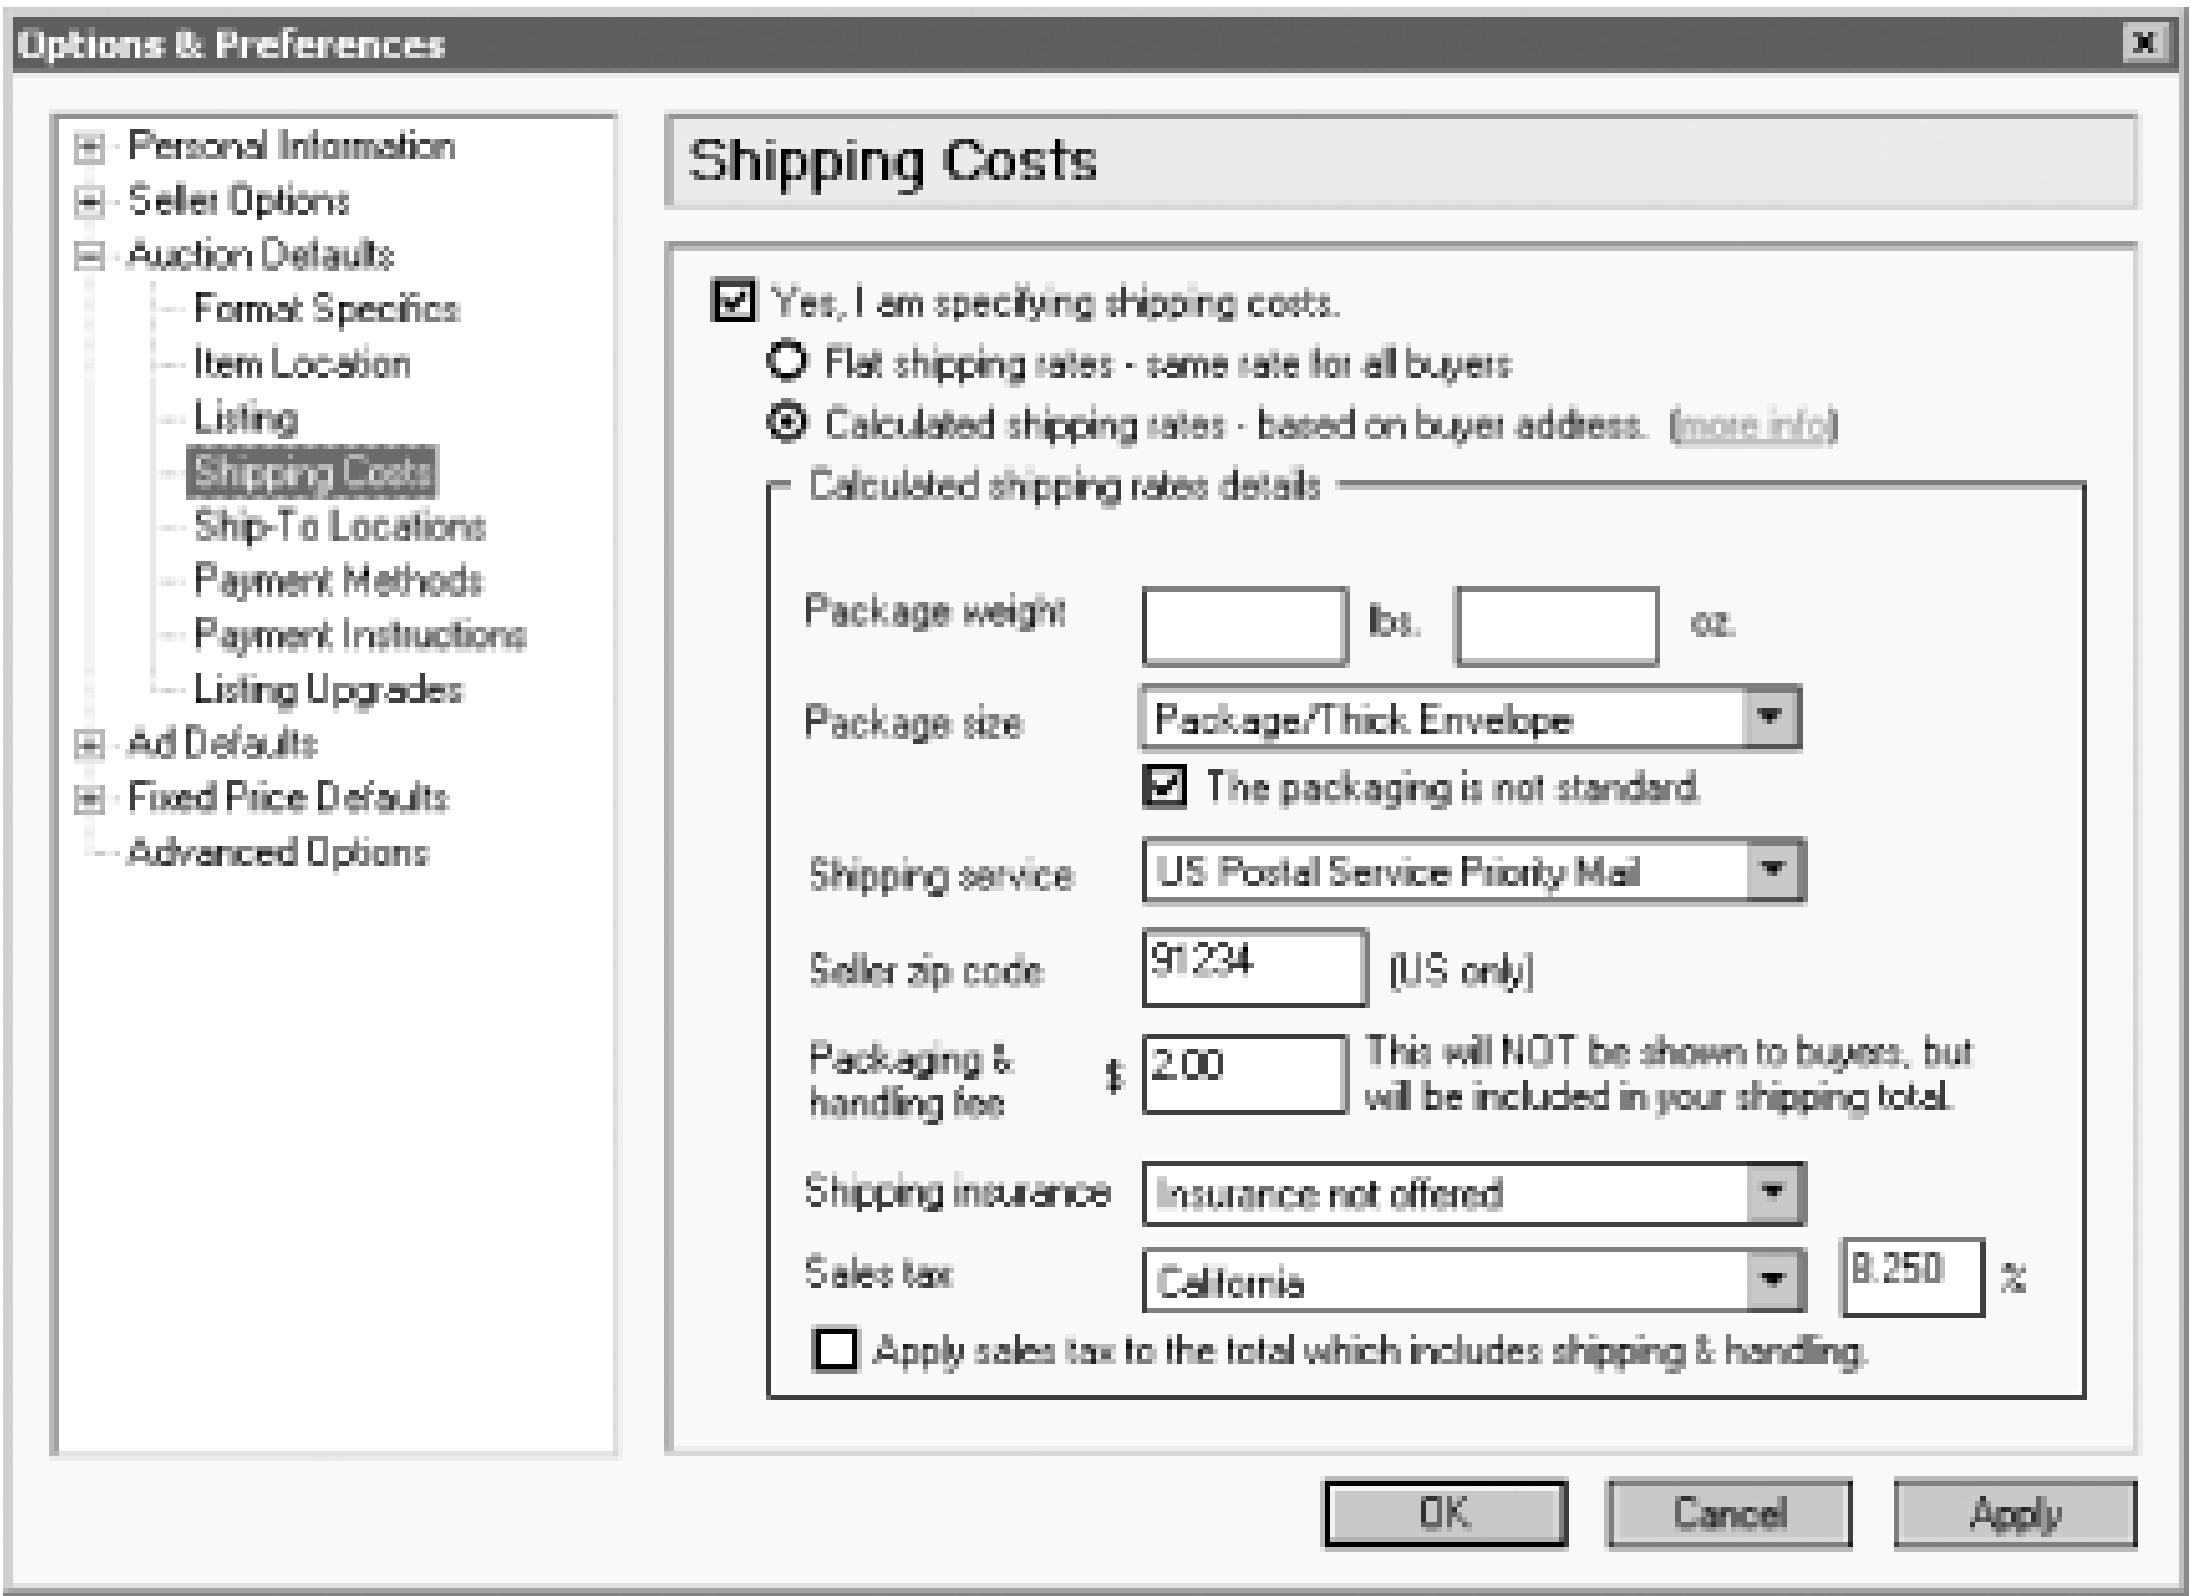 Options & Preferences
Personal Information
Seller Options
Auction Defaults
Format Specifics
Item Location
Listing
Shipping Costs
Ship-To Locations
Payment Methods
Payment Instructions
Listing Upgrades
Ad Defaults
Fixed Price Defaults
Advanced Options
Shipping Costs
Yes, I am specifying shipping costs.
Flat shipping rates - same rate for all buyers
Calculated shipping rates - based on buyer address. (more info)
Calculated shipping rates details
Package weight lbs. oz.
Package size Package/Thick Envelope
The packaging is not standard.
Shipping service US Postal Service Priority Mail
Seller zip code 91234 (US only)
Packaging & handling fee $ 2.00 This will NOT be shown to buyers, but
will be included in your shipping total.
Shipping insurance Insurance not offered
Sales tax California 8.250 %
Apply sales tax to the total which includes shipping & handling.
OK Cancel Apply